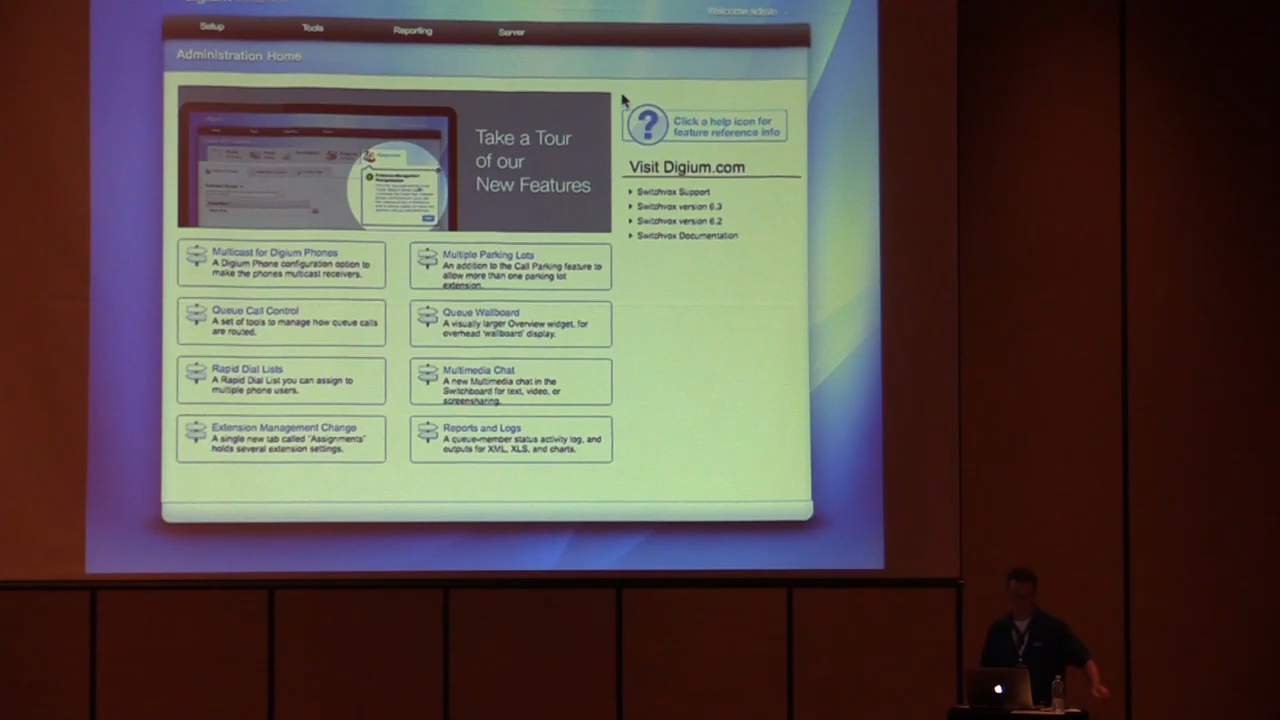 Welcome admin
Setup Tools Reporting Server
Administration Home
Take a Tour
of our
New Features
Click a help icon for
feature reference info
Visit Digium.com
Switchvox Support
Switchvox version 6.3
Switchvox version 6.2
Switchvox Documentation
Multicast for Digium Phones
A Digium Phone configuration option to
make the phones multicast receivers.
Multiple Parking Lots
An addition to the Call Parking feature to
allow more than one parking lot
extension.
Queue Call Control
A set of tools to manage how queue calls
are routed.
Queue Wallboard
A visually larger Overview widget, for
overhead 'wallboard' display.
Rapid Dial Lists
A Rapid Dial List you can assign to
multiple phone users.
Multimedia Chat
A new Multimedia chat in the
Switchboard for text, video, or
screensharing.
Extension Management Change
A single new tab called 'Assignments'
holds several extension settings.
Reports and Logs
A queue-member status activity log, and
outputs for XML, XLS, and charts.